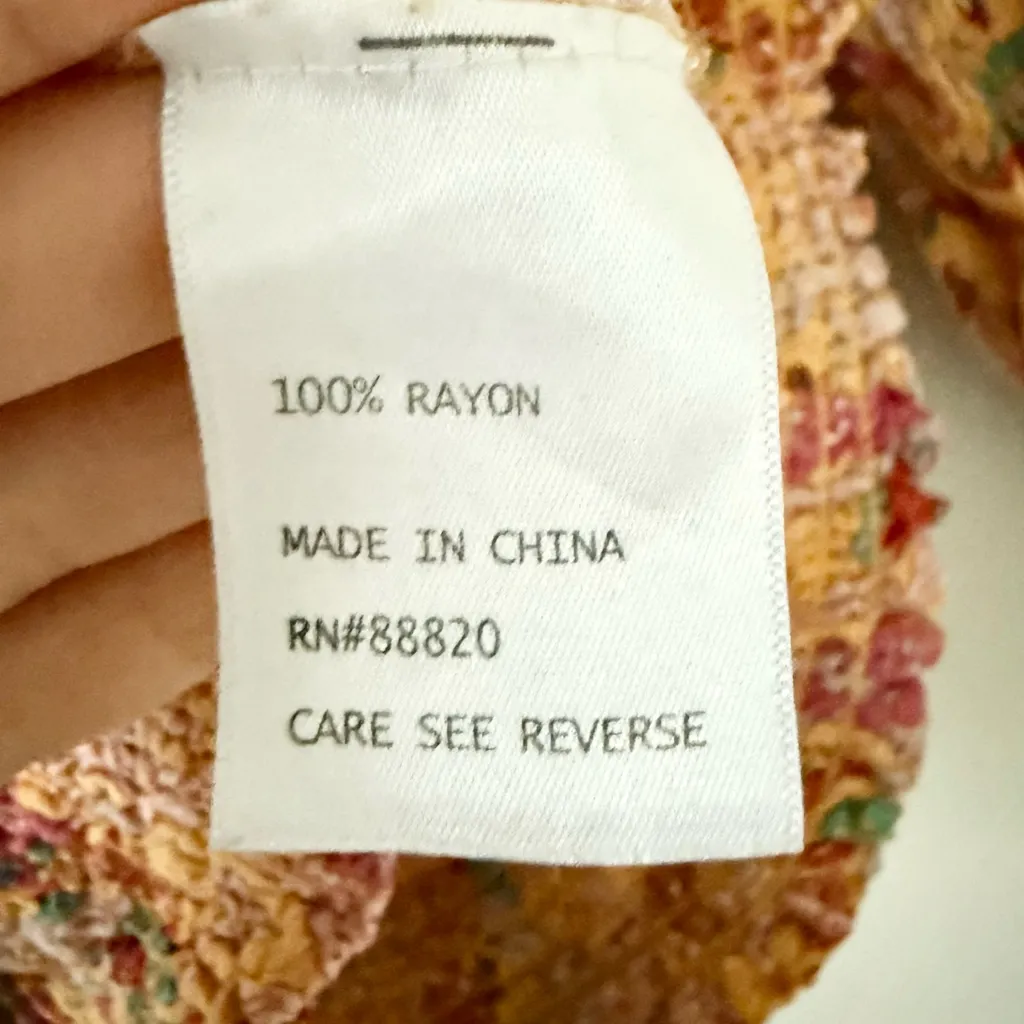 100% RAYON
MADE IN CHINA
RN#88820
CARE SEE REVERSE